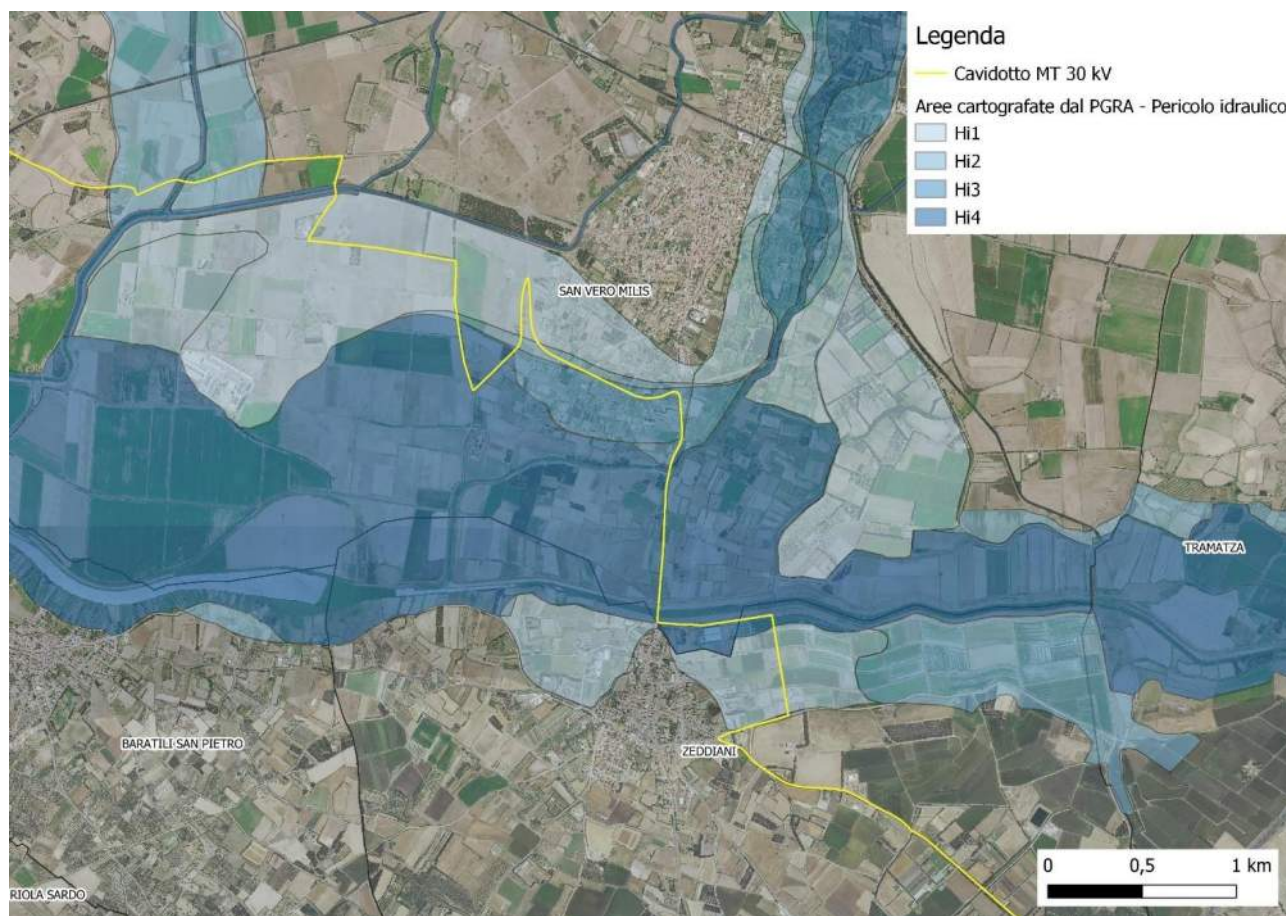 Legenda
Cavidotto MT 30 kV
Aree cartografate dal PGRA - Pericolo idraulico
Hi1
Hi2
Hi3
Hi4
SAN VERO MILIS
TRAMATZA
BARATILI SAN PIETRO
ZEDDIANI
RIOLA SARDO
0 0,5 1 km